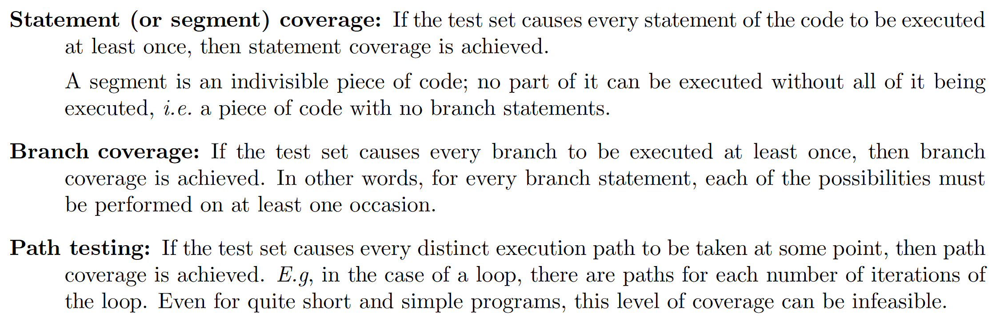 Statement (or segment) coverage: If the test set causes every statement of the code to be executed
at least once, then statement coverage is achieved.
A segment is an indivisible piece of code; no part of it can be executed without all of it being
executed, i.e. a piece of code with no branch statements.
Branch coverage: If the test set causes every branch to be executed at least once, then branch
coverage is achieved. In other words, for every branch statement, each of the possibilities must
be performed on at least one occasion.
Path testing: If the test set causes every distinct execution path to be taken at some point, then path
coverage is achieved. E.g, in the case of a loop, there are paths for each number of iterations of
the loop. Even for quite short and simple programs, this level of coverage can be infeasible.